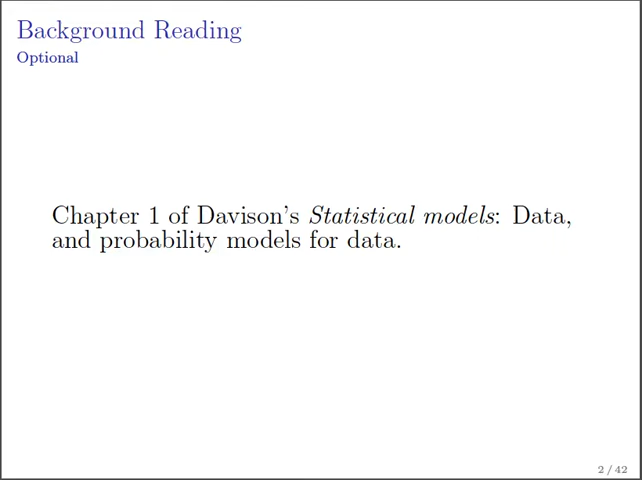 Background Reading
Optional
Chapter 1 of Davison's Statistical models: Data,
and probability models for data.
2 / 42